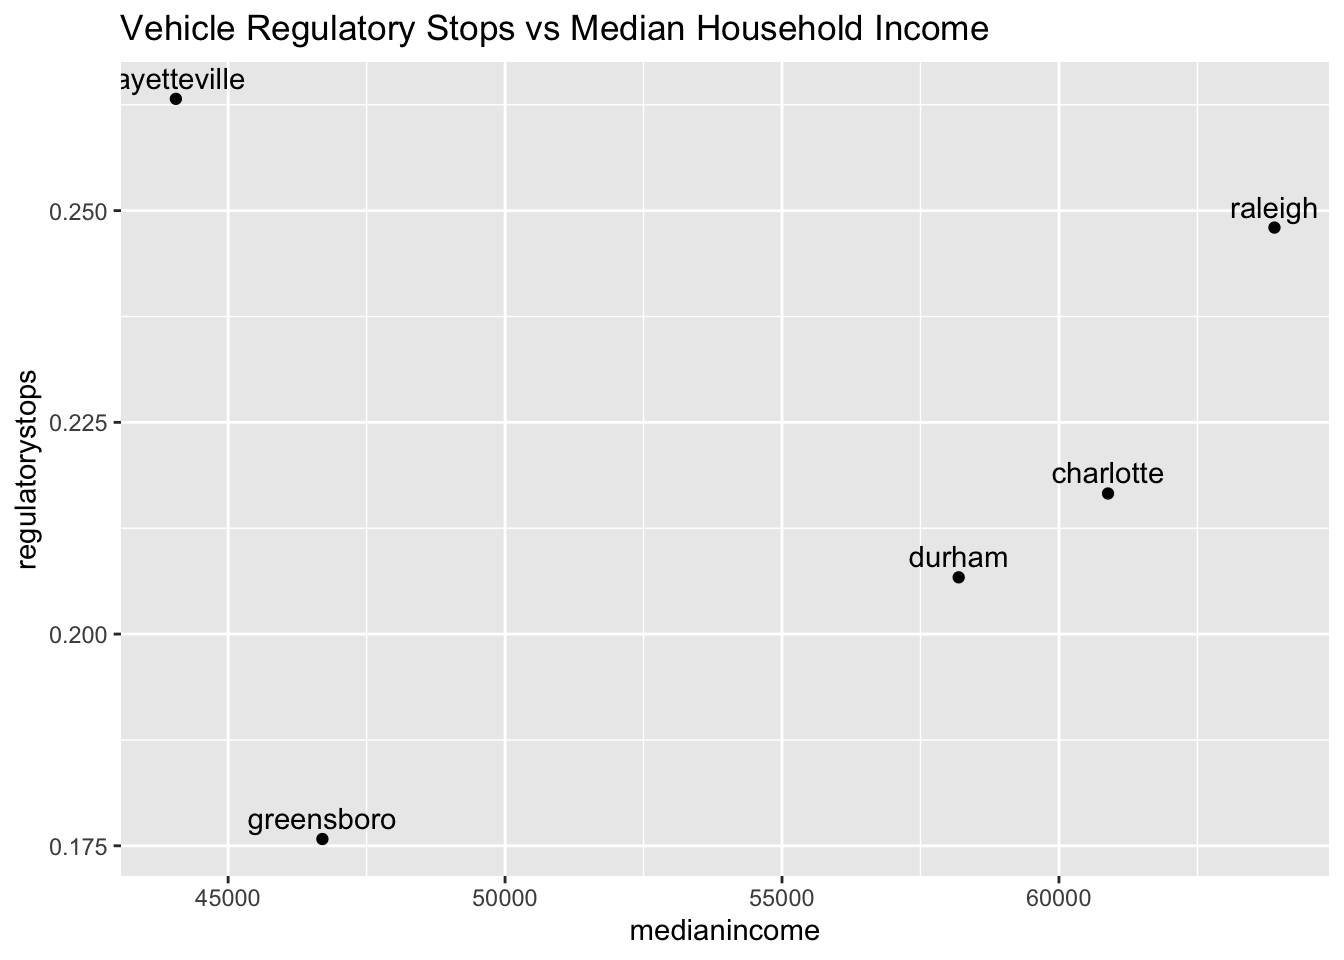 Vehicle Regulatory Stops vs Median Household Income
ayetteville
raleigh
charlotte
durham
greensboro
0.250
0.225
0.200
0.175
regulatorystops
45000 50000 55000 60000
medianincome